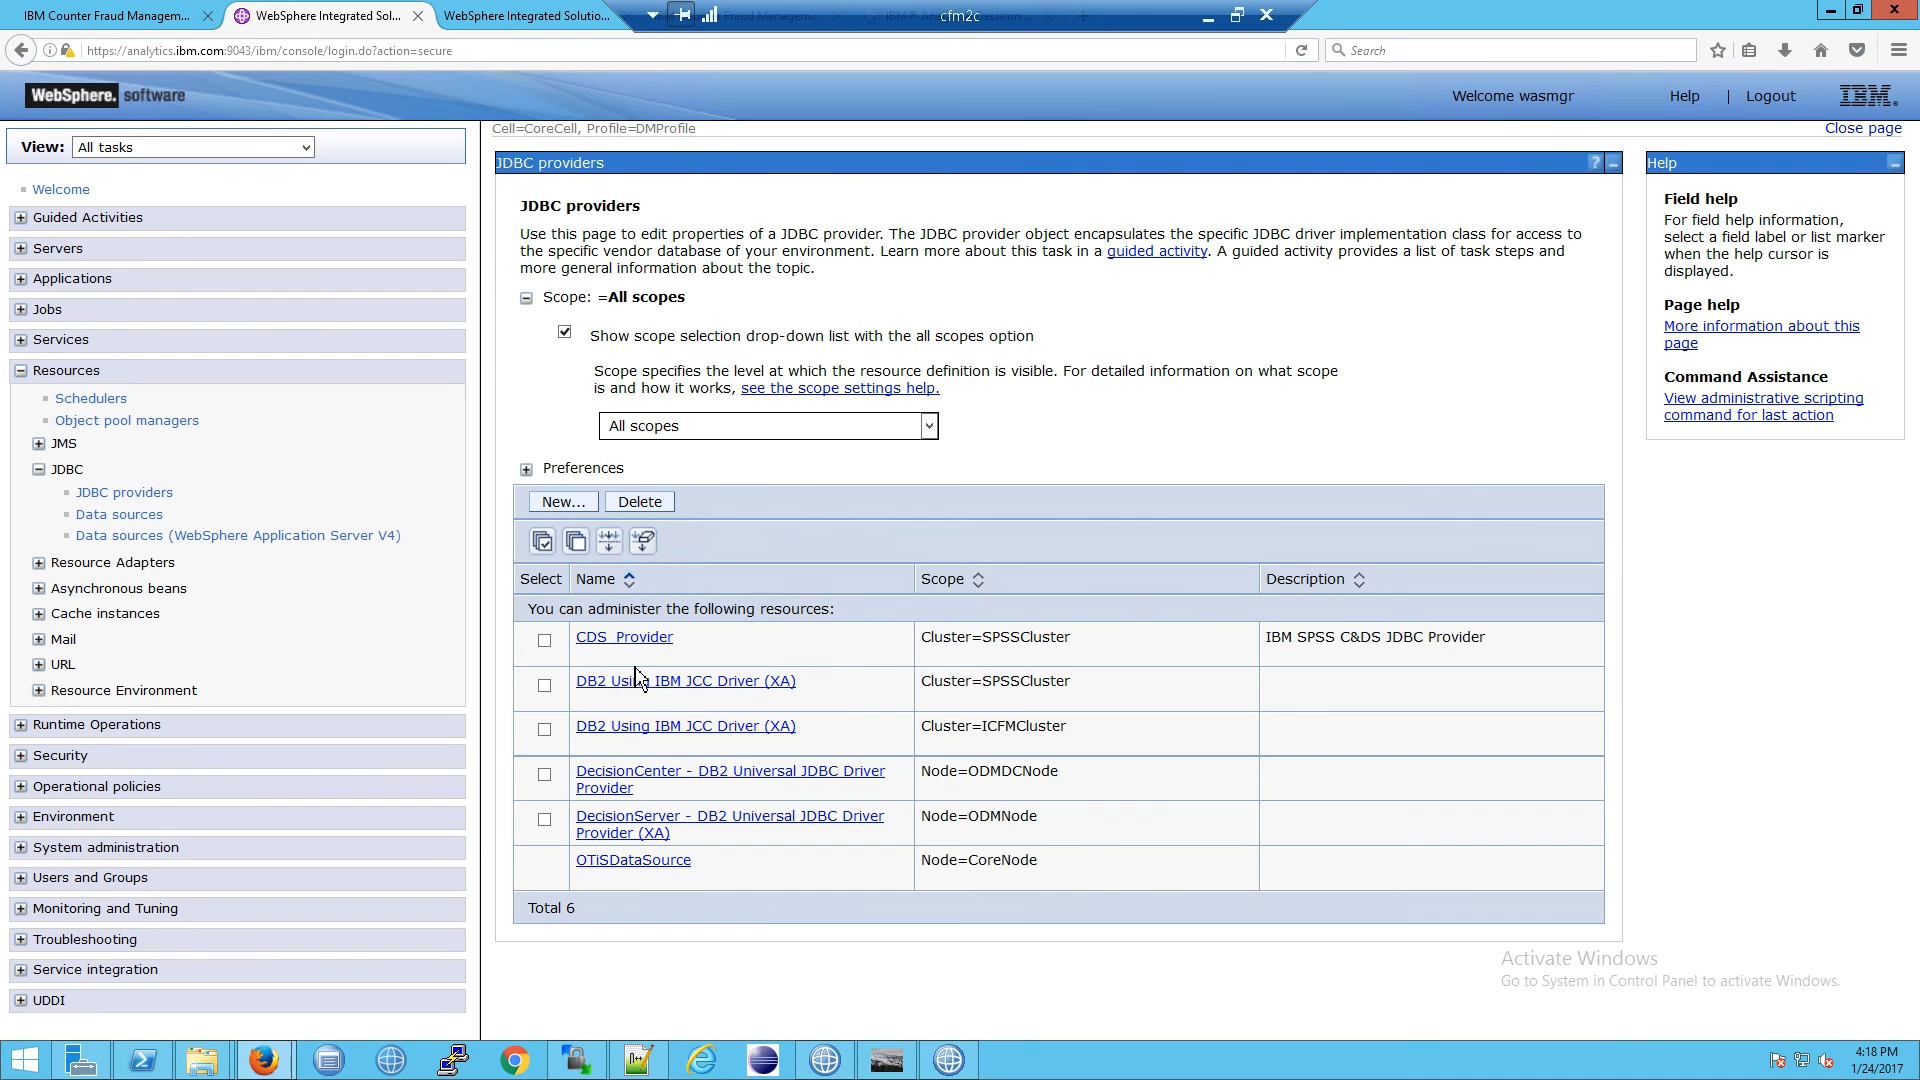 IBM Counter Fraud Managem...
WebSphere Integrated Sol...
WebSphere Integrated Solutio...
cfm2c
https://analytics.ibm.com:9043/ibm/console/login.do?action=secure
Search
WebSphere. software
Welcome wasmgr
Help | Logout
IBM.
View: All tasks
Welcome
Guided Activities
Servers
Applications
Jobs
Services
Resources
Schedulers
Object pool managers
JMS
JDBC
JDBC providers
Data sources
Data sources (WebSphere Application Server V4)
Resource Adapters
Asynchronous beans
Cache instances
Mail
URL
Resource Environment
Runtime Operations
Security
Operational policies
Environment
System administration
Users and Groups
Monitoring and Tuning
Troubleshooting
Service integration
UDDI
Cell=CoreCell, Profile=DMProfile
Close page
JDBC providers
?
JDBC providers
Use this page to edit properties of a JDBC provider. The JDBC provider object encapsulates the specific JDBC driver implementation class for access to
the specific vendor database of your environment. Learn more about this task in a guided activity. A guided activity provides a list of task steps and
more general information about the topic.
Scope: =All scopes
Show scope selection drop-down list with the all scopes option
Scope specifies the level at which the resource definition is visible. For detailed information on what scope
is and how it works, see the scope settings help.
All scopes
Preferences
New... Delete
Select Name Scope Description
You can administer the following resources:
CDS_Provider Cluster=SPSSCluster IBM SPSS C&DS JDBC Provider
DB2 Using IBM JCC Driver (XA) Cluster=SPSSCluster
DB2 Using IBM JCC Driver (XA) Cluster=ICFMCluster
DecisionCenter - DB2 Universal JDBC Driver Node=ODMDCNode
Provider
DecisionServer - DB2 Universal JDBC Driver Node=ODMNode
Provider (XA)
OTiSDataSource Node=CoreNode
Total 6
Help
Field help
For field help information,
select a field label or list marker
when the help cursor is
displayed.
Page help
More information about this
page
Command Assistance
View administrative scripting
command for last action
Activate Windows
Go to System in Control Panel to activate Windows.
4:18 PM
1/24/2017